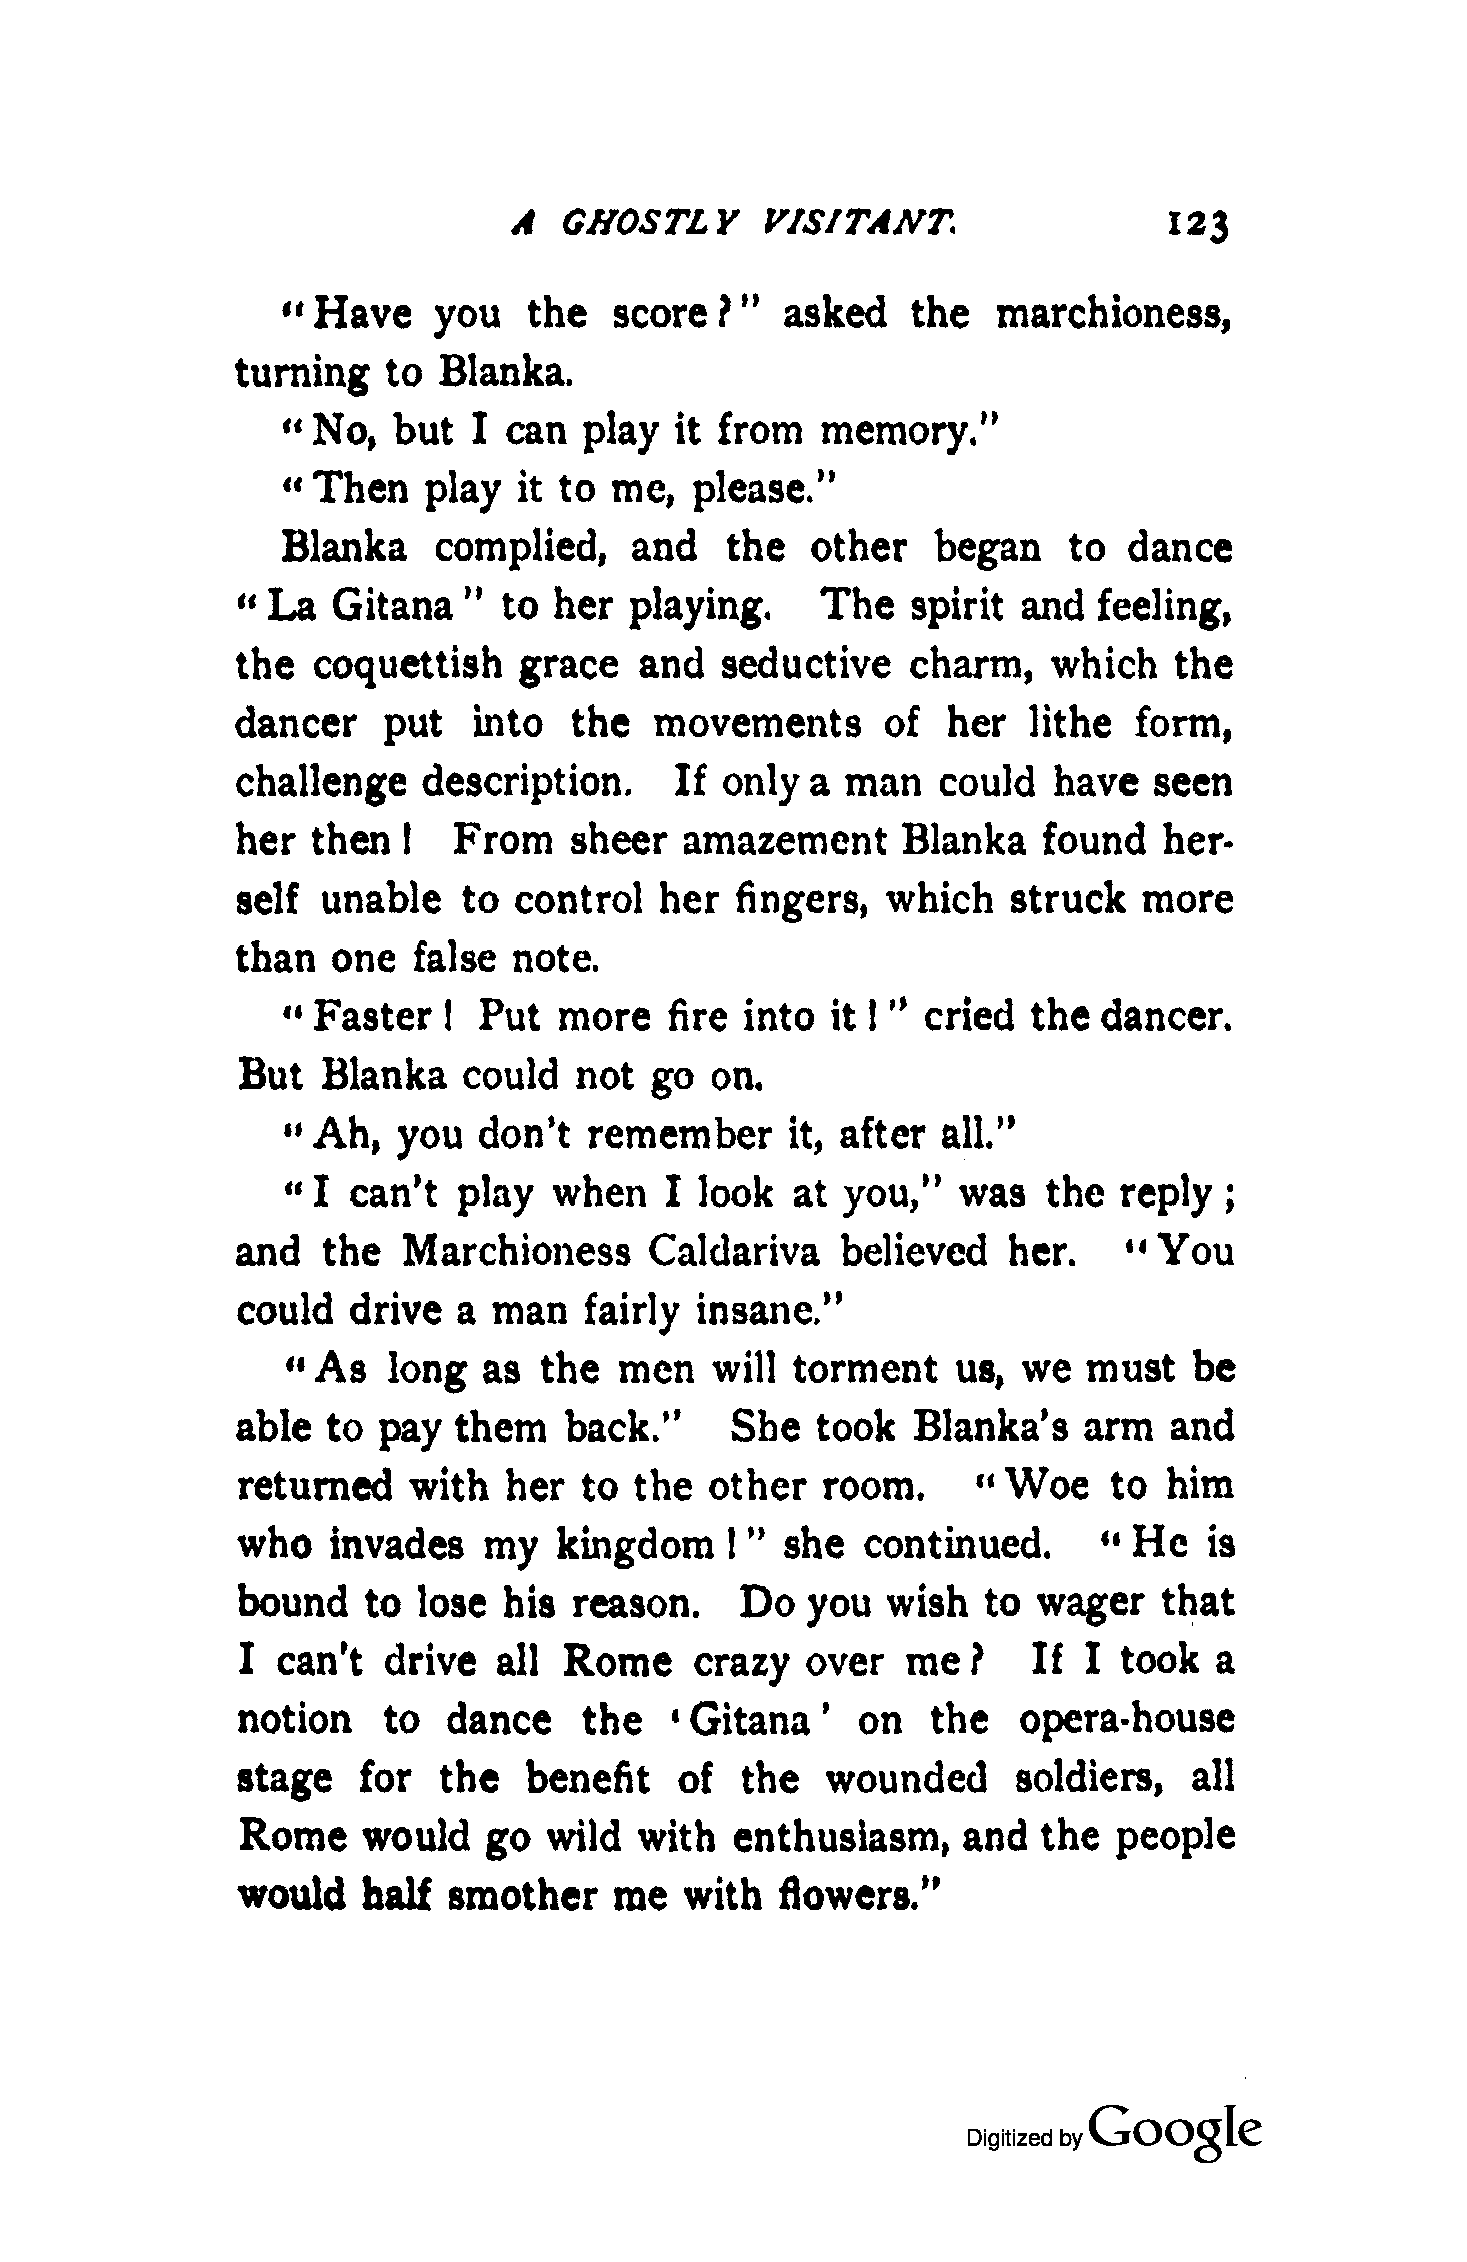 A GHOSTLY VISITANT. 123
"Have you the score?" asked the marchioness,
turning to Blanka.
"No, but I can play it from memory."
"Then play it to me, please."
Blanka complied, and the other began to dance
"La Gitana" to her playing. The spirit and feeling,
the coquettish grace and seductive charm, which the
dancer put into the movements of her lithe form,
challenge description. If only a man could have seen
her then! From sheer amazement Blanka found her-
self unable to control her fingers, which struck more
than one false note.
"Faster! Put more fire into it!" cried the dancer.
But Blanka could not go on.
"Ah, you don't remember it, after all."
"I can't play when I look at you," was the reply;
and the Marchioness Caldariva believed her. "You
could drive a man fairly insane."
"As long as the men will torment us, we must be
able to pay them back." She took Blanka's arm and
returned with her to the other room. "Woe to him
who invades my kingdom!" she continued. "He is
bound to lose his reason. Do you wish to wager that
I can't drive all Rome crazy over me? If I took a
notion to dance the 'Gitana' on the opera-house
stage for the benefit of the wounded soldiers, all
Rome would go wild with enthusiasm, and the people
would half smother me with flowers."
Digitized by Google